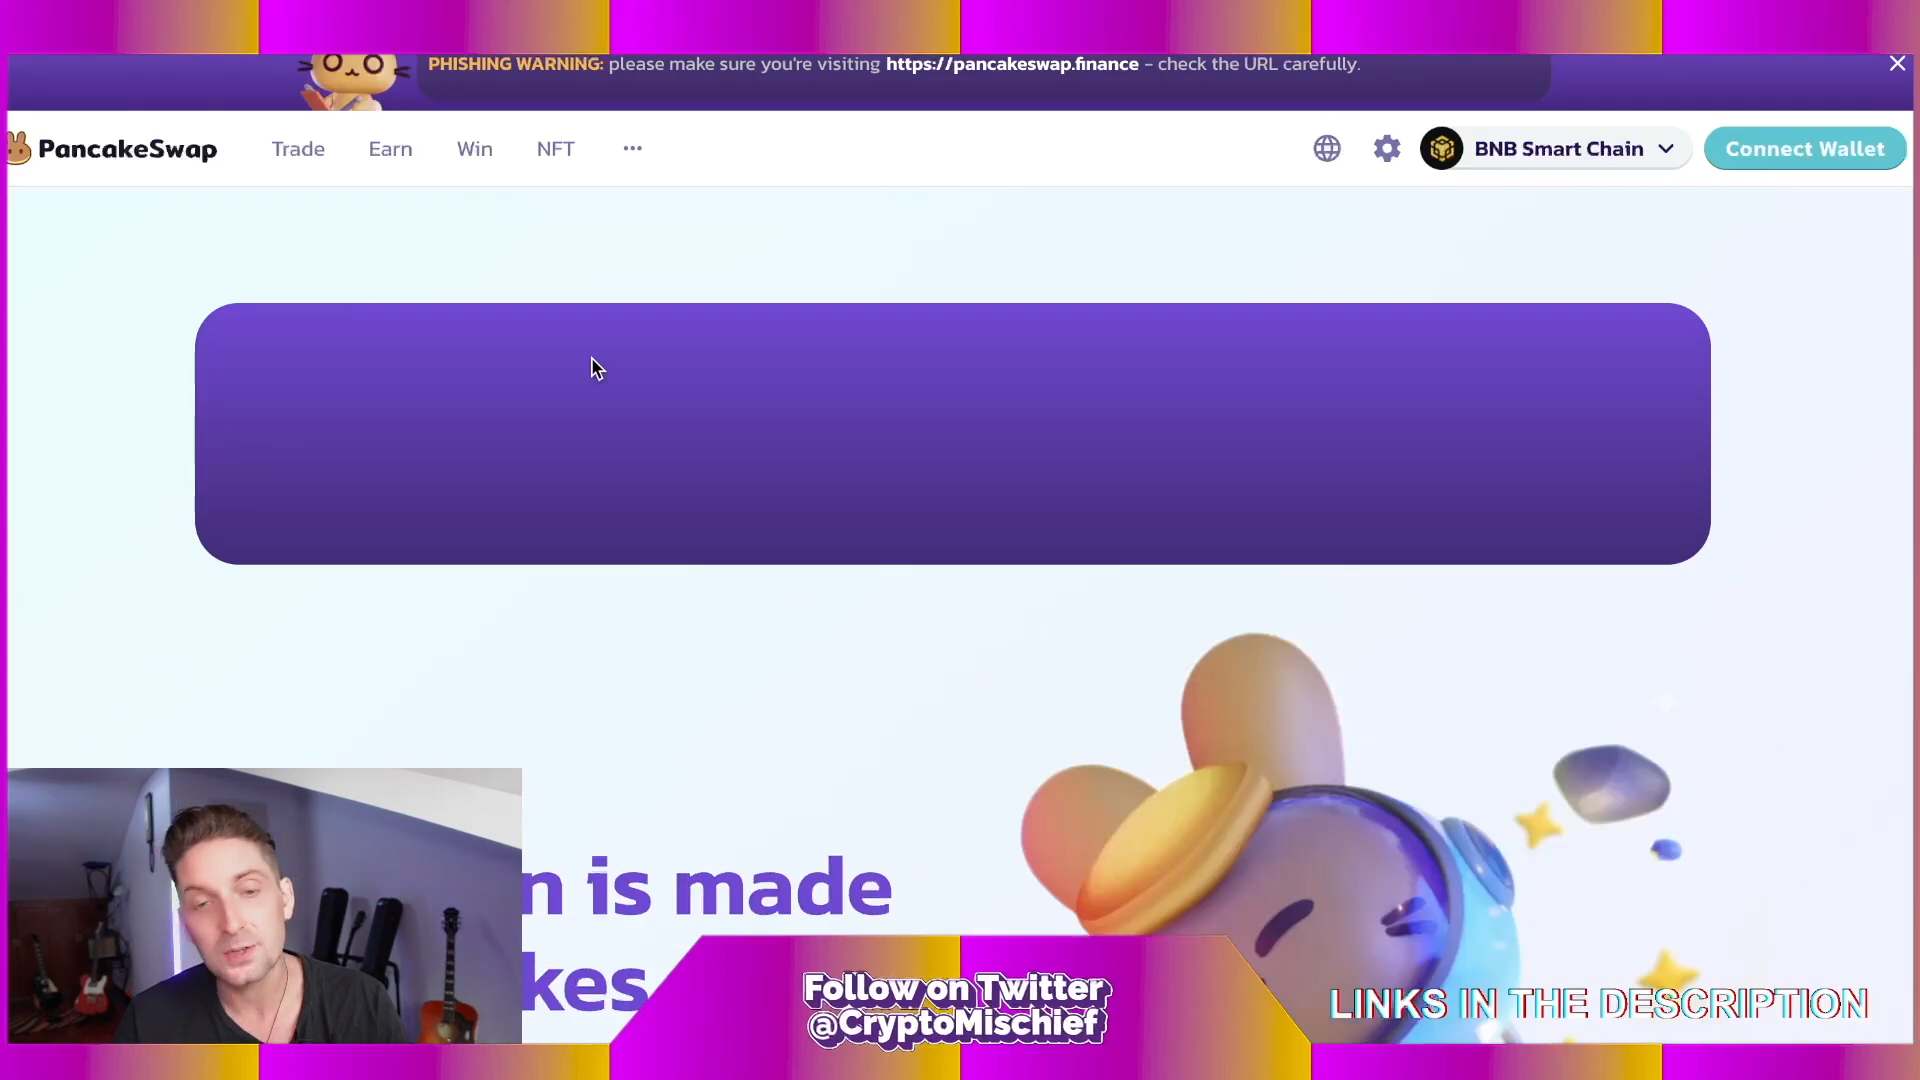 PHISHING WARNING: please make sure you're visiting https://pancakeswap.finance - check the URL carefully.
PancakeSwap Trade Earn Win NFT ... BNB Smart Chain Connect Wallet
n is made
kes
Follow on Twitter
@CryptoMischief
LINKS IN THE DESCRIPTION